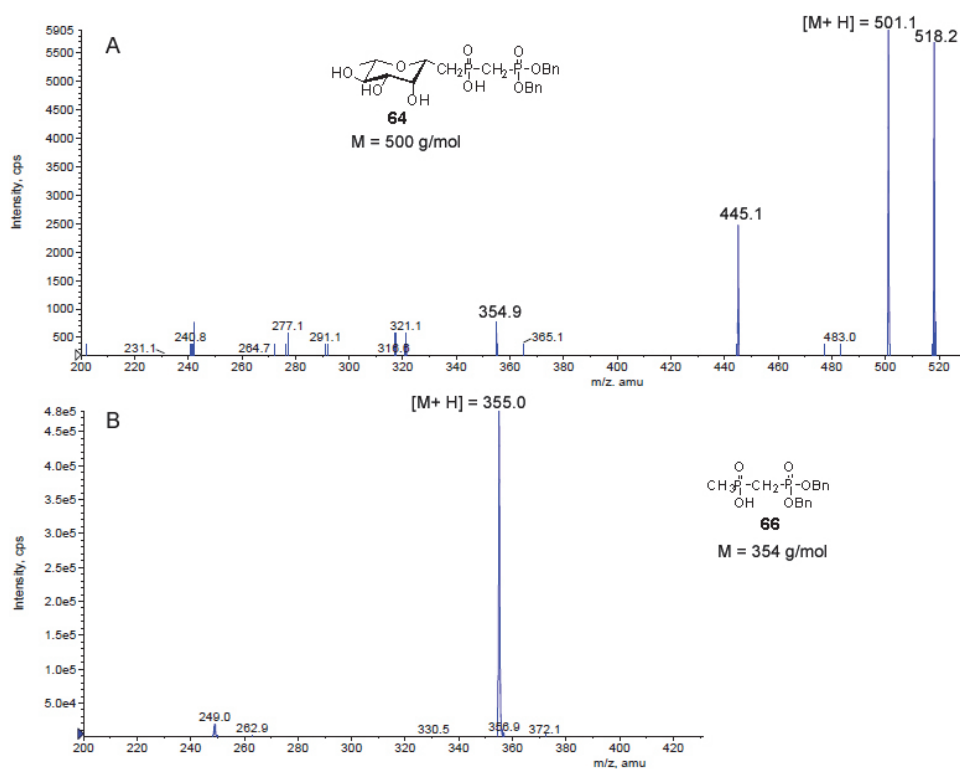 A
[M+ H] = 501.1
518.2
5905
5500
5000
4500
4000
3500
3000
2500
2000
1500
1000
500
Intensity, cps
O O O
CH₂P-CH₂-P-OBn
HO HO OH OH OBn
64
M = 500 g/mol
445.1
354.9
277.1
321.1
240.8
291.1
365.1
231.1
264.7
483.0
200 220 240 260 280 300 320 340 360 380 400 420 440 460 480 500 520
m/z, amu
B
[M+ H] = 355.0
4.8e5
4.5e5
4.0e5
3.5e5
3.0e5
2.5e5
2.0e5
1.5e5
1.0e5
5.0e4
Intensity, cps
O O
CH₃P-CH₂-P-OBn
OH OBn
66
M = 354 g/mol
249.0
262.9
330.5
356.9
372.1
200 220 240 260 280 300 320 340 360 380 400 420
m/z, amu